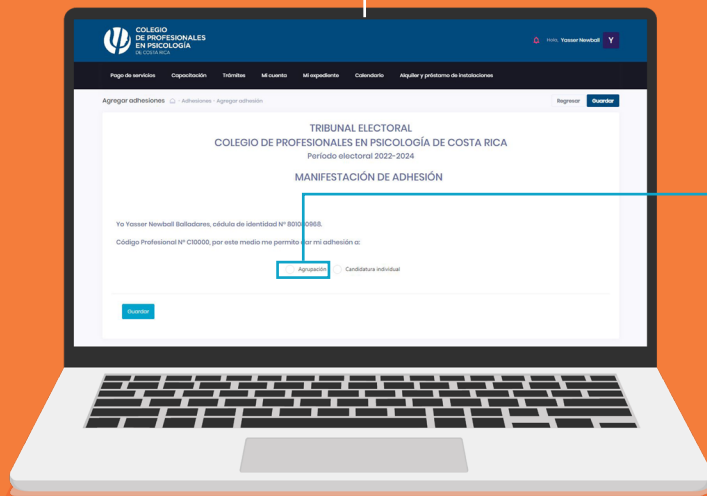 COLEGIO
DE PROFESIONALES
EN PSICOLOGÍA
DE COSTA RICA
Hola, Yasser Newball
Y
Pago de servicios Capacitación Trámites Mi cuenta Mi expediente Calendario Alquiler y préstamo de instalaciones
Agregar adhesiones Adhesiones - Agregar adhesión
Regresar Guardar
TRIBUNAL ELECTORAL
COLEGIO DE PROFESIONALES EN PSICOLOGÍA DE COSTA RICA
Período electoral 2022-2024
MANIFESTACIÓN DE ADHESIÓN
Yo Yasser Newball Balladares, cédula de identidad N°
Código Profesional N° C10000, por este medio me permito dar mi adhesión a:
Agrupación Candidatura individual
Guardar